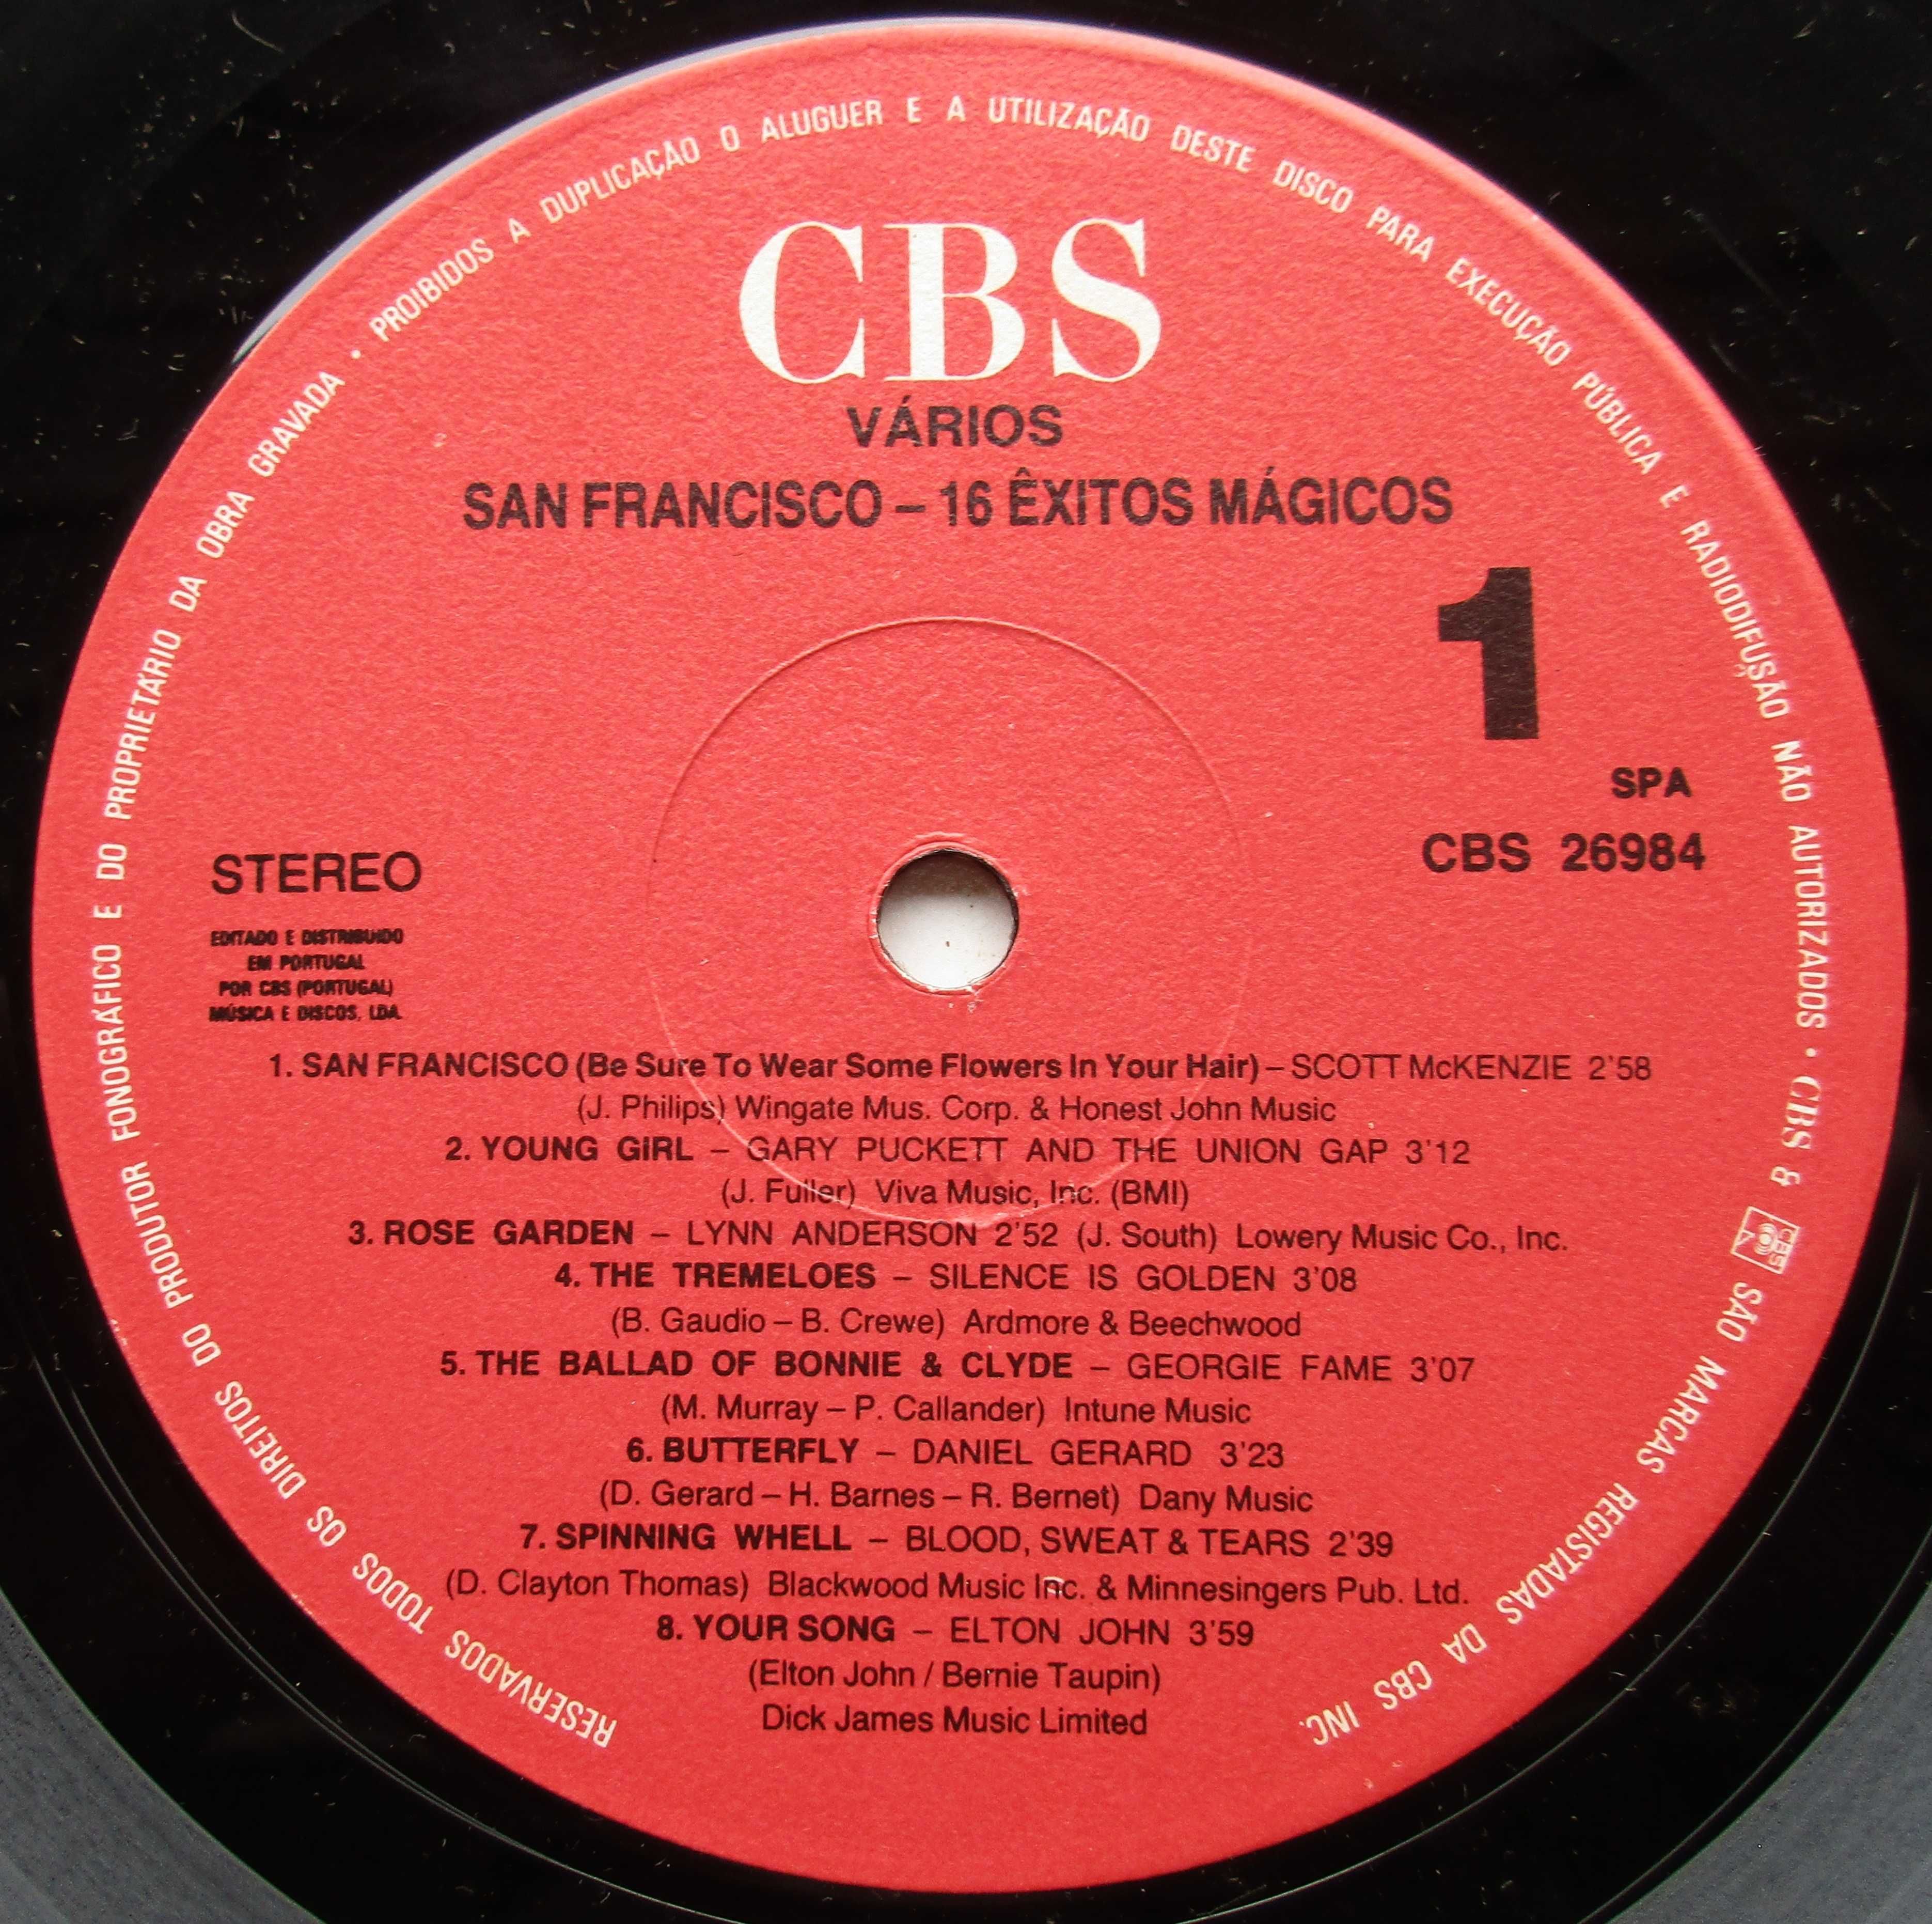 RESERVADOS TODOS OS DIREITOS DO PRODUTOR FONOGRÁFICO E DO PROPRIETÁRIO DA OBRA GRAVADA · PROIBIDOS A DUPLICAÇÃO O ALUGUER E A UTILIZAÇÃO DESTE DISCO PARA EXECUÇÃO PÚBLICA E RADIODIFUSÃO NÃO AUTORIZADOS · CBS & CBS SÃO MARCAS REGISTADAS DA CBS INC.
CBS
VÁRIOS
SAN FRANCISCO – 16 ÊXITOS MÁGICOS
1
SPA
CBS 26984
STEREO
EDITADO E DISTRIBUIDO
EM PORTUGAL
POR CBS (PORTUGAL)
MÚSICA E DISCOS, LDA.
1. SAN FRANCISCO (Be Sure To Wear Some Flowers In Your Hair) – SCOTT McKENZIE 2'58
(J. Philips) Wingate Mus. Corp. & Honest John Music
2. YOUNG GIRL – GARY PUCKETT AND THE UNION GAP 3'12
(J. Fuller) Viva Music, Inc. (BMI)
3. ROSE GARDEN – LYNN ANDERSON 2'52 (J. South) Lowery Music Co., Inc.
4. THE TREMELOES – SILENCE IS GOLDEN 3'08
(B. Gaudio – B. Crewe) Ardmore & Beechwood
5. THE BALLAD OF BONNIE & CLYDE – GEORGIE FAME 3'07
(M. Murray – P. Callander) Intune Music
6. BUTTERFLY – DANIEL GERARD 3'23
(D. Gerard – H. Barnes – R. Bernet) Dany Music
7. SPINNING WHELL – BLOOD, SWEAT & TEARS 2'39
(D. Clayton Thomas) Blackwood Music Inc. & Minnesingers Pub. Ltd.
8. YOUR SONG – ELTON JOHN 3'59
(Elton John / Bernie Taupin)
Dick James Music Limited